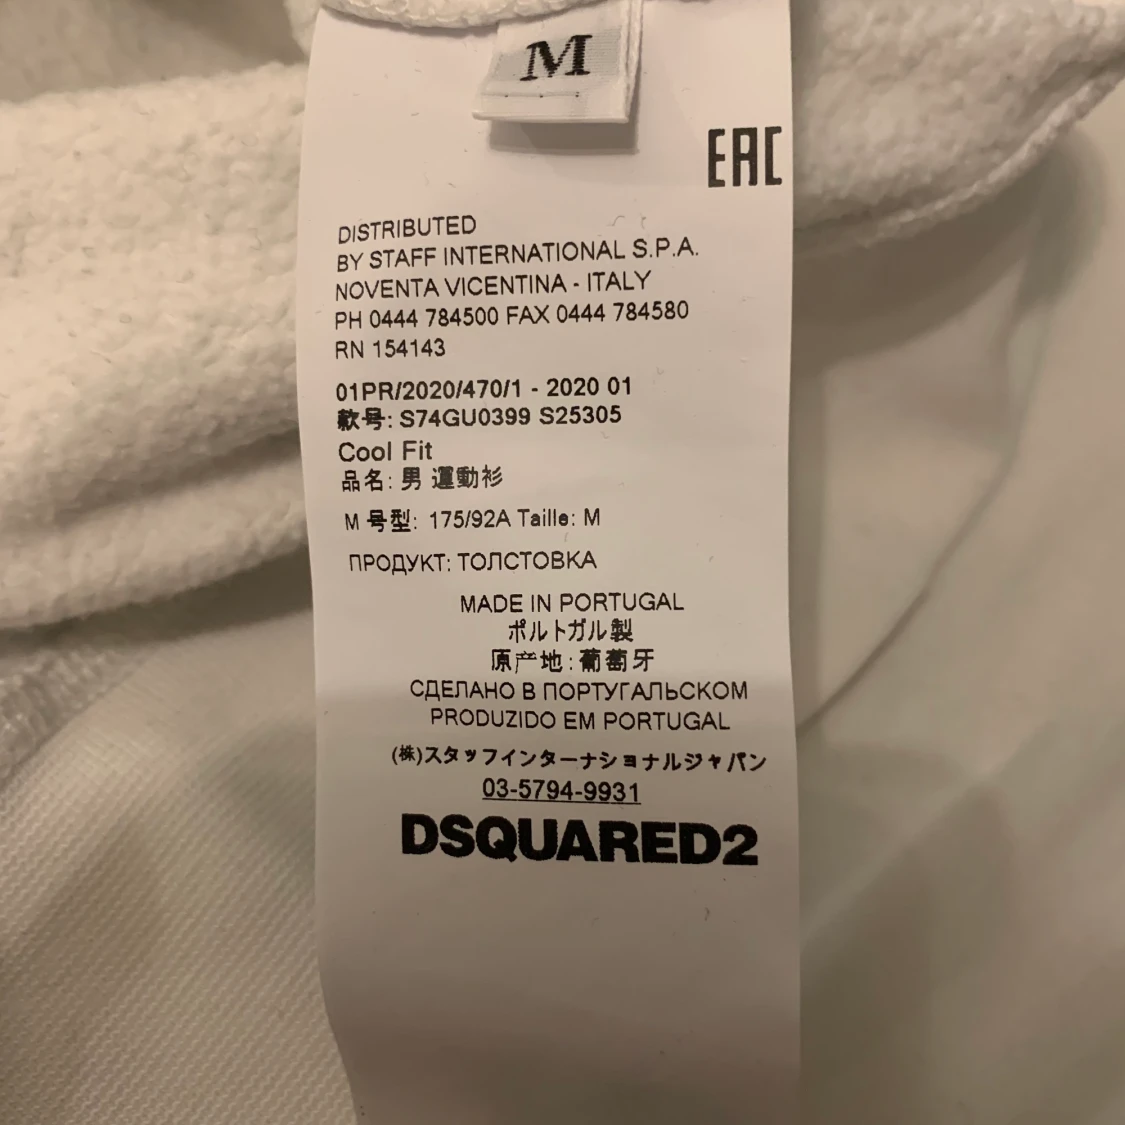 M
EAC
DISTRIBUTED
BY STAFF INTERNATIONAL S.P.A.
NOVENTA VICENTINA - ITALY
PH 0444 784500 FAX 0444 784580
RN 154143
01PR/2020/470/1 - 2020 01
款号: S74GU0399 S25305
Cool Fit
品名: 男 運動衫
M 号型: 175/92A Taille: M
ПРОДУКТ: ТОЛСТОВКА
MADE IN PORTUGAL
ポルトガル製
原产地: 葡萄牙
СДЕЛАНО В ПОРТУГАЛЬСКОМ
PRODUZIDO EM PORTUGAL
(株)スタッフインターナショナルジャパン
03-5794-9931
DSQUARED2